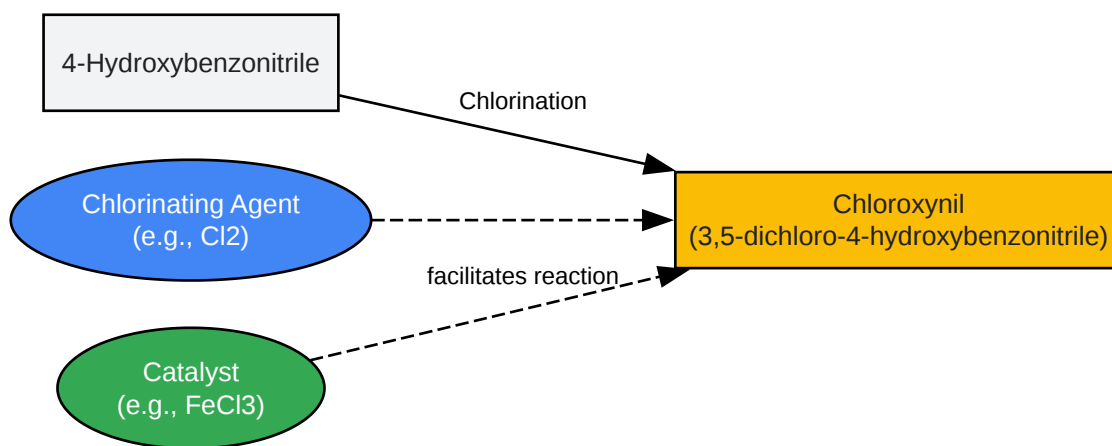 4-Hydroxybenzonitrile
Chlorination
Chlorinating Agent
(e.g., Cl2)
Chloroxynil
(3,5-dichloro-4-hydroxybenzonitrile)
facilitates reaction
Catalyst
(e.g., FeCl3)